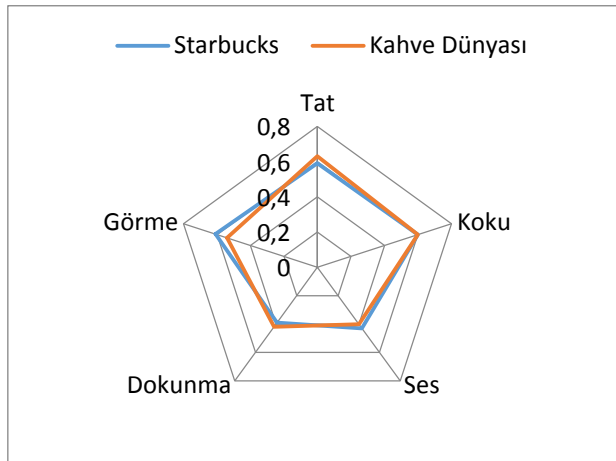 Starbucks Kahve Dünyası
Tat
0,8
0,6
0,4
0,2
0
Görme
Koku
Dokunma
Ses